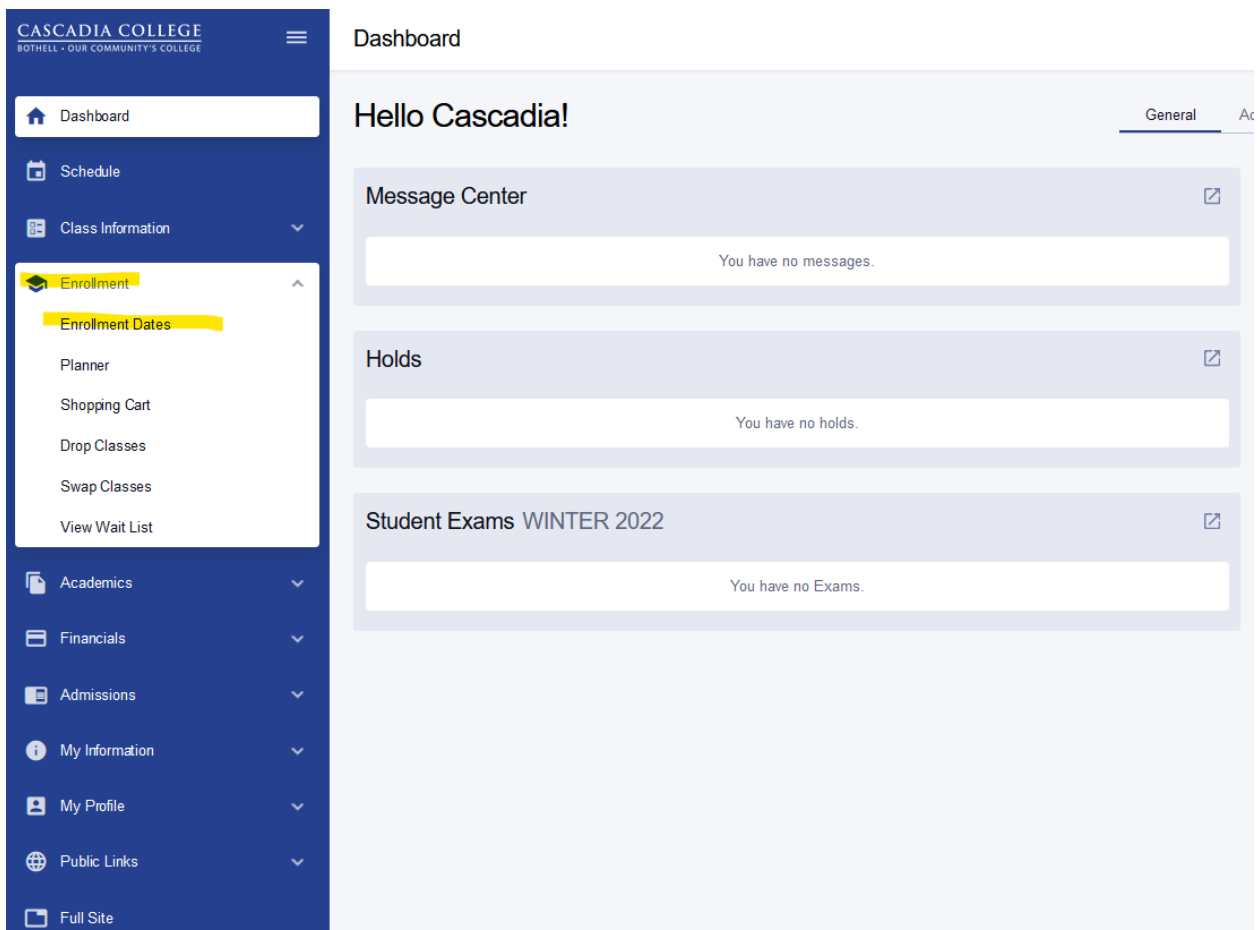 CASCADIA COLLEGE
BOTHELL • OUR COMMUNITY'S COLLEGE
Dashboard
Schedule
Class Information
Enrollment
Enrollment Dates
Planner
Shopping Cart
Drop Classes
Swap Classes
View Wait List
Academics
Financials
Admissions
My Information
My Profile
Public Links
Full Site
Dashboard
Hello Cascadia!
General
Message Center
You have no messages.
Holds
You have no holds.
Student Exams WINTER 2022
You have no Exams.